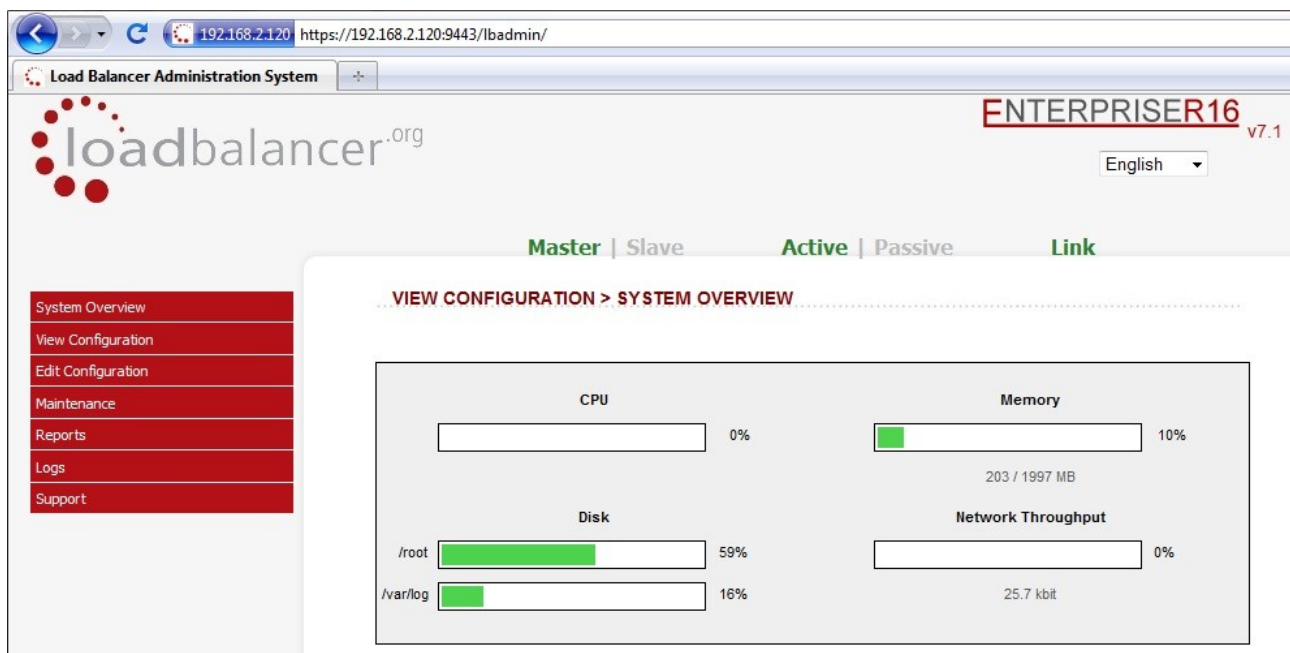 192.168.2.120 https://192.168.2.120:9443/lbadmin/
Load Balancer Administration System
loadbalancer.org
ENTERPRISER16 v7.1
English
Master | Slave Active | Passive Link
System Overview
View Configuration
Edit Configuration
Maintenance
Reports
Logs
Support
VIEW CONFIGURATION > SYSTEM OVERVIEW
CPU Memory
0% 10%
203 / 1997 MB
Disk Network Throughput
/root 59% 0%
/var/log 16% 25.7 kbit